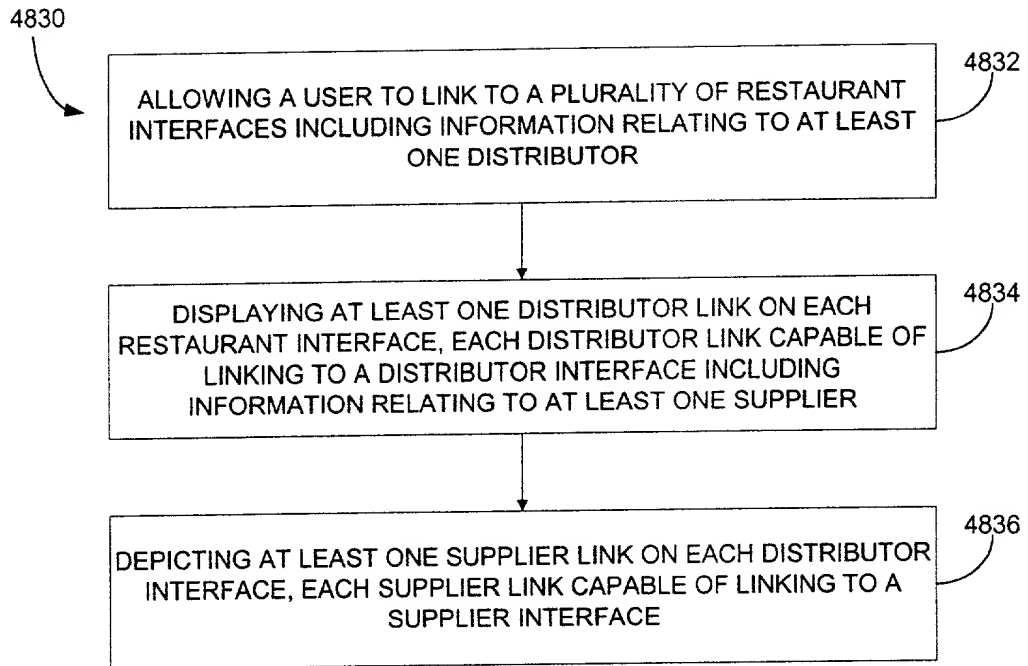 4830
4832
ALLOWING A USER TO LINK TO A PLURALITY OF RESTAURANT
INTERFACES INCLUDING INFORMATION RELATING TO AT LEAST
ONE DISTRIBUTOR
4834
DISPLAYING AT LEAST ONE DISTRIBUTOR LINK ON EACH
RESTAURANT INTERFACE, EACH DISTRIBUTOR LINK CAPABLE OF
LINKING TO A DISTRIBUTOR INTERFACE INCLUDING
INFORMATION RELATING TO AT LEAST ONE SUPPLIER
4836
DEPICTING AT LEAST ONE SUPPLIER LINK ON EACH DISTRIBUTOR
INTERFACE, EACH SUPPLIER LINK CAPABLE OF LINKING TO A
SUPPLIER INTERFACE